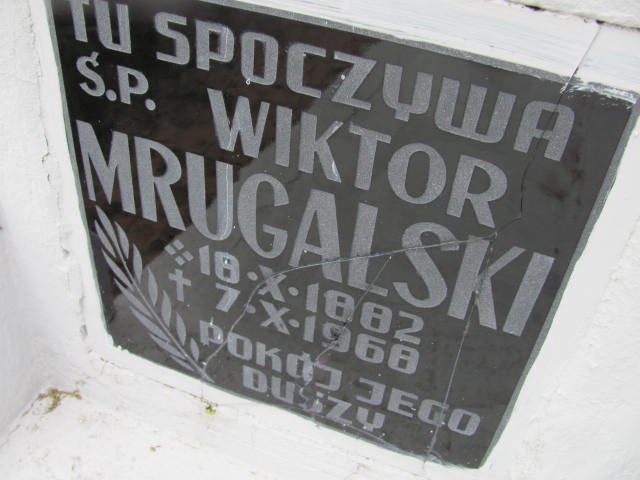 TU SPOCZYWA
Ś.P.
WIKTOR
MRUGALSKI
18.X.1882
† 7.X.1968
POKÓJ JEGO
DUSZY